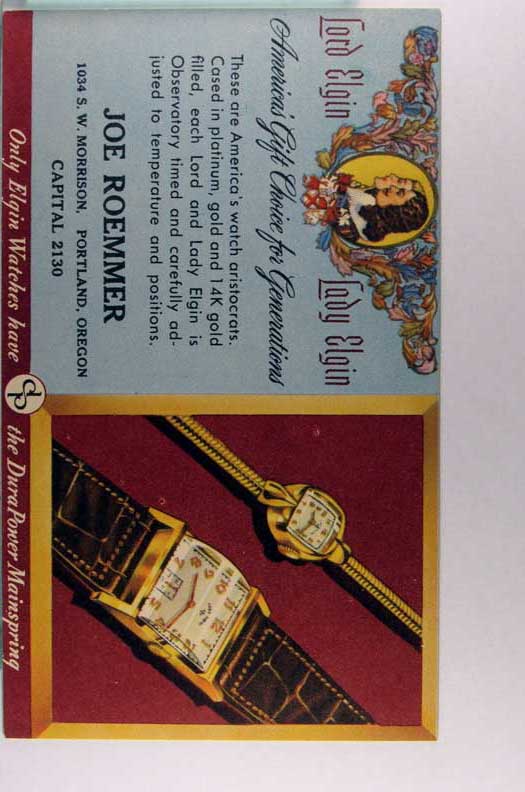 Lord Elgin Lady Elgin
America's Gift Choice for Generations
These are America's watch aristocrats.
Cased in platinum, gold and 14K gold
filled, each Lord and Lady Elgin is
Observatory timed and carefully ad-
justed to temperature and positions.
JOE ROEMMER
1034 S. W. MORRISON, PORTLAND, OREGON
CAPITAL 2130
Only Elgin Watches have dp the DuraPower Mainspring